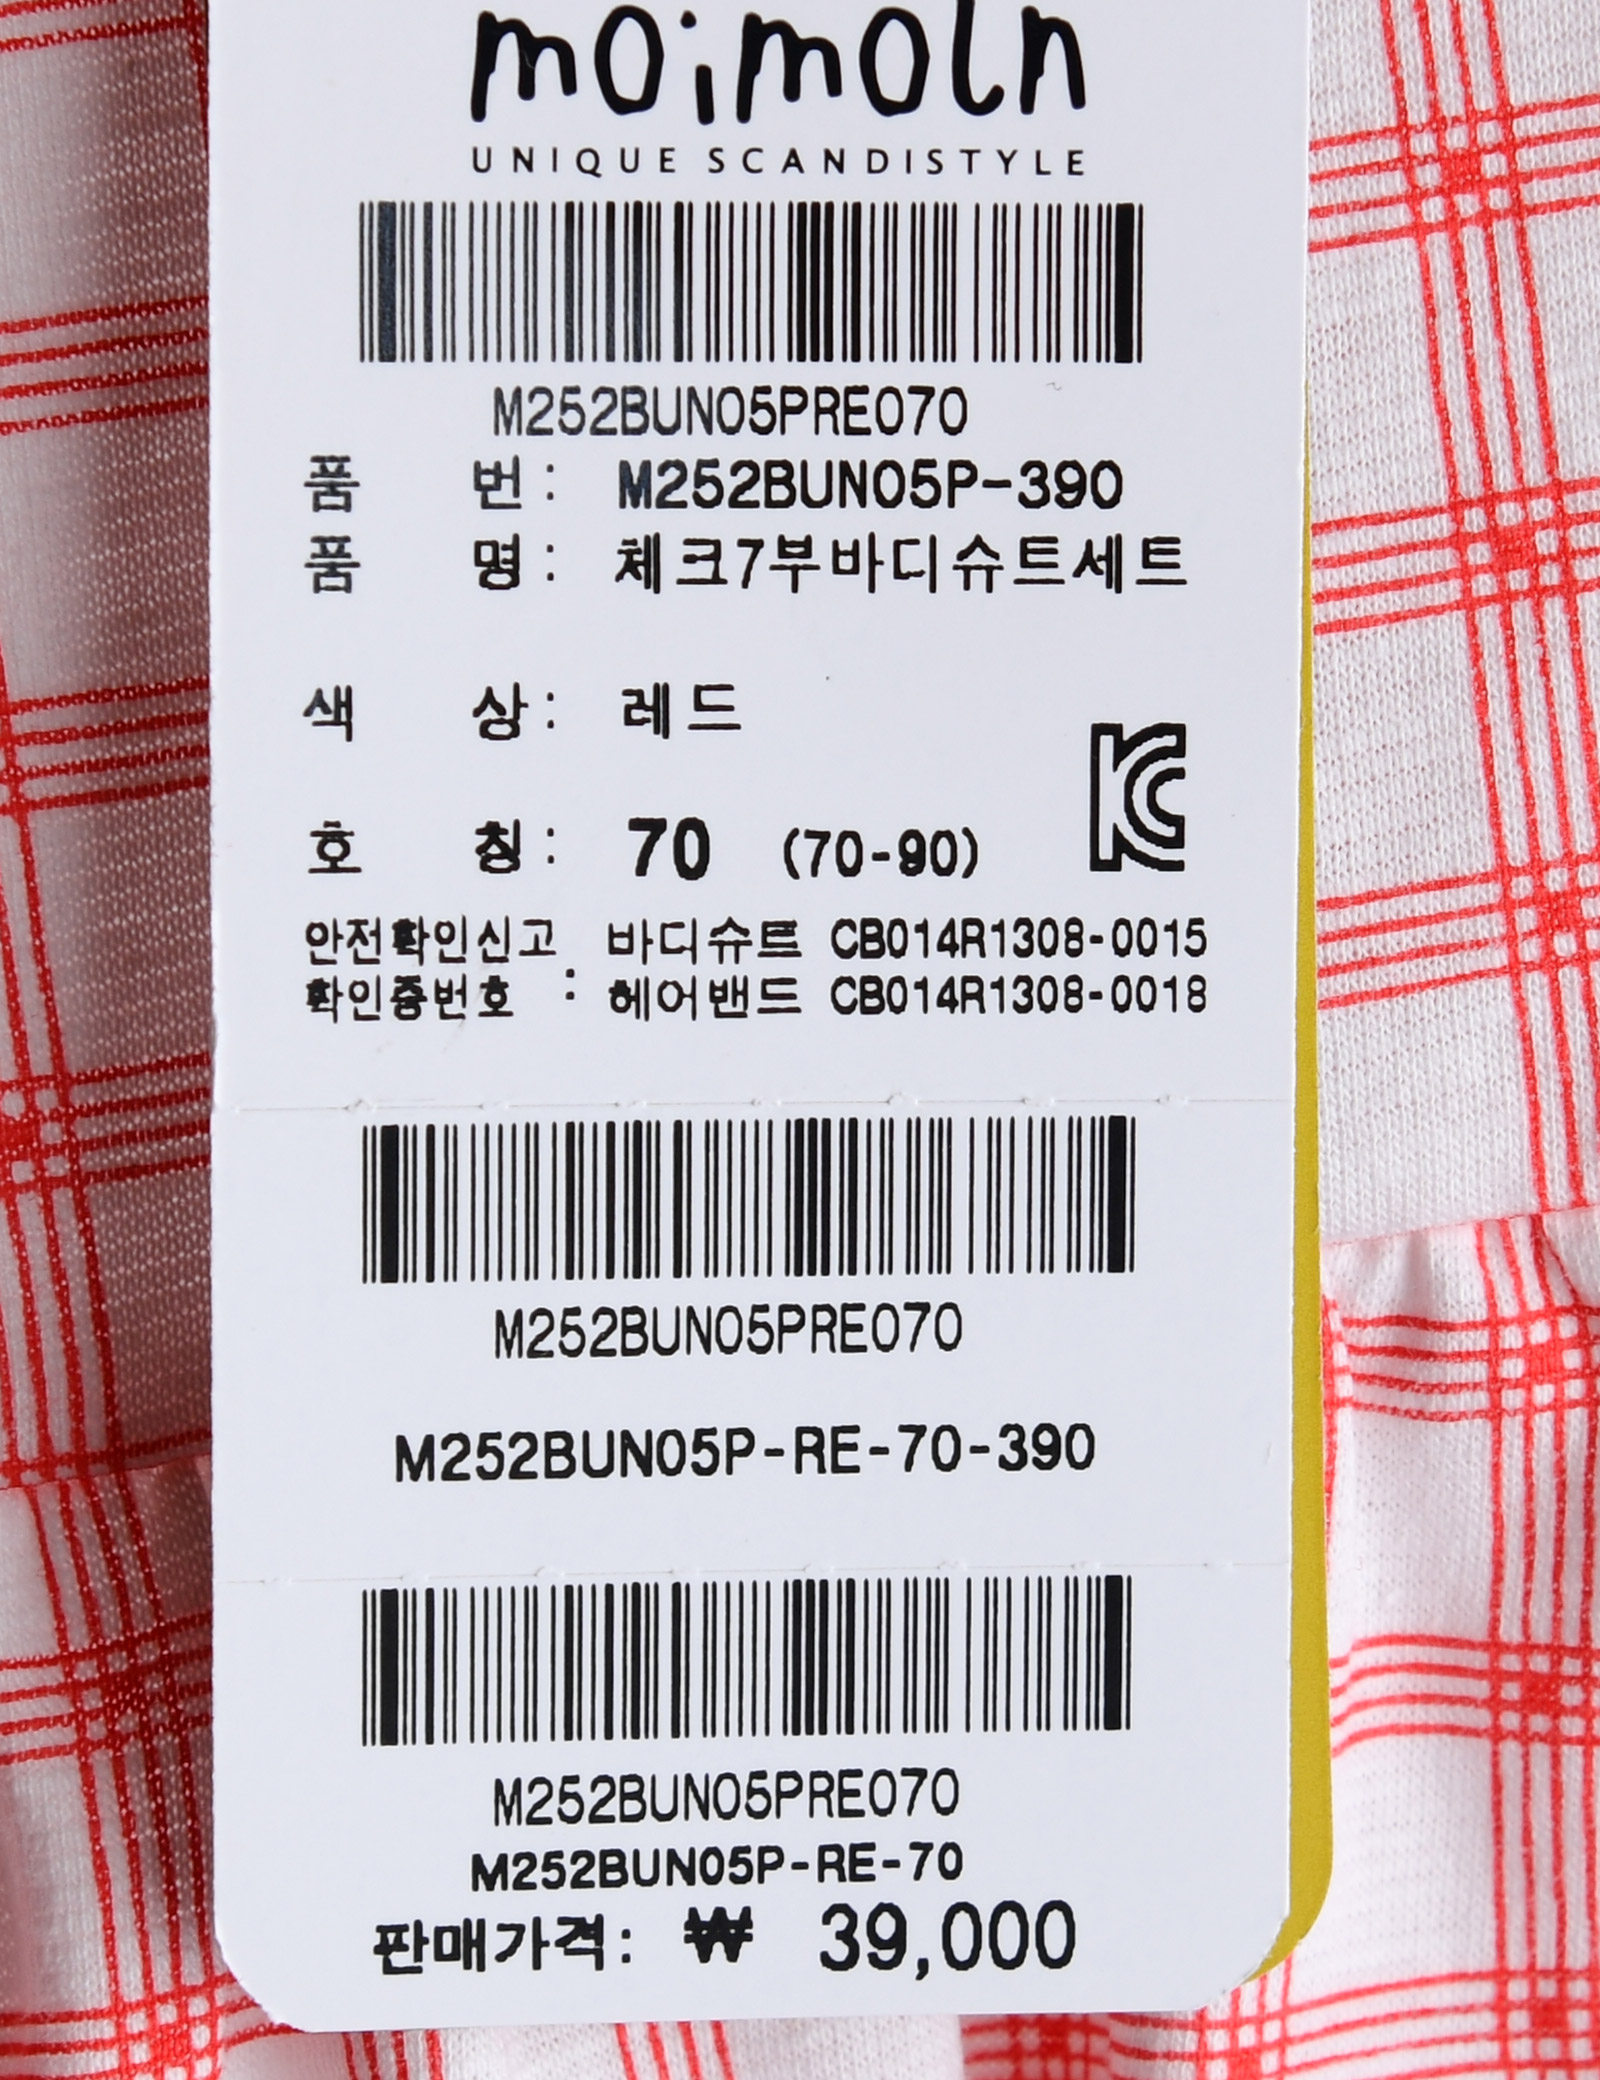 moimoln
UNIQUE SCANDISTYLE
M252BUN05PRE070
품 번 : M252BUN05P-390
품 명 : 체크7부바디슈트세트
색 상 : 레드
호 칭 : 70 (70-90)
안전확인신고 바디슈트 CB014R1308-0015
확인증번호 : 헤어밴드 CB014R1308-0018
M252BUN05PRE070
M252BUN05P-RE-70-390
M252BUN05PRE070
M252BUN05P-RE-70
판매가격: ₩ 39,000